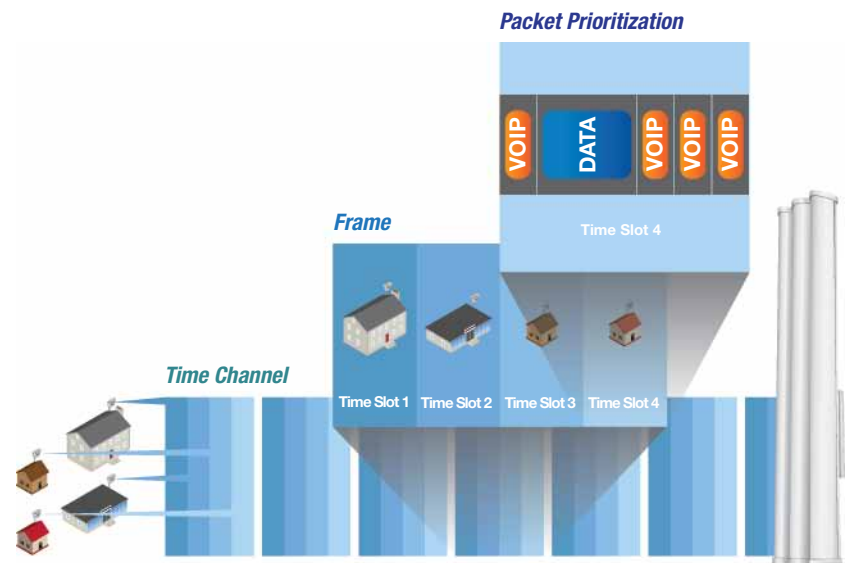 Packet Prioritization
VOIP
DATA
VOIP
VOIP
VOIP
Time Slot 4
Frame
Time Slot 1
Time Slot 2
Time Slot 3
Time Slot 4
Time Channel